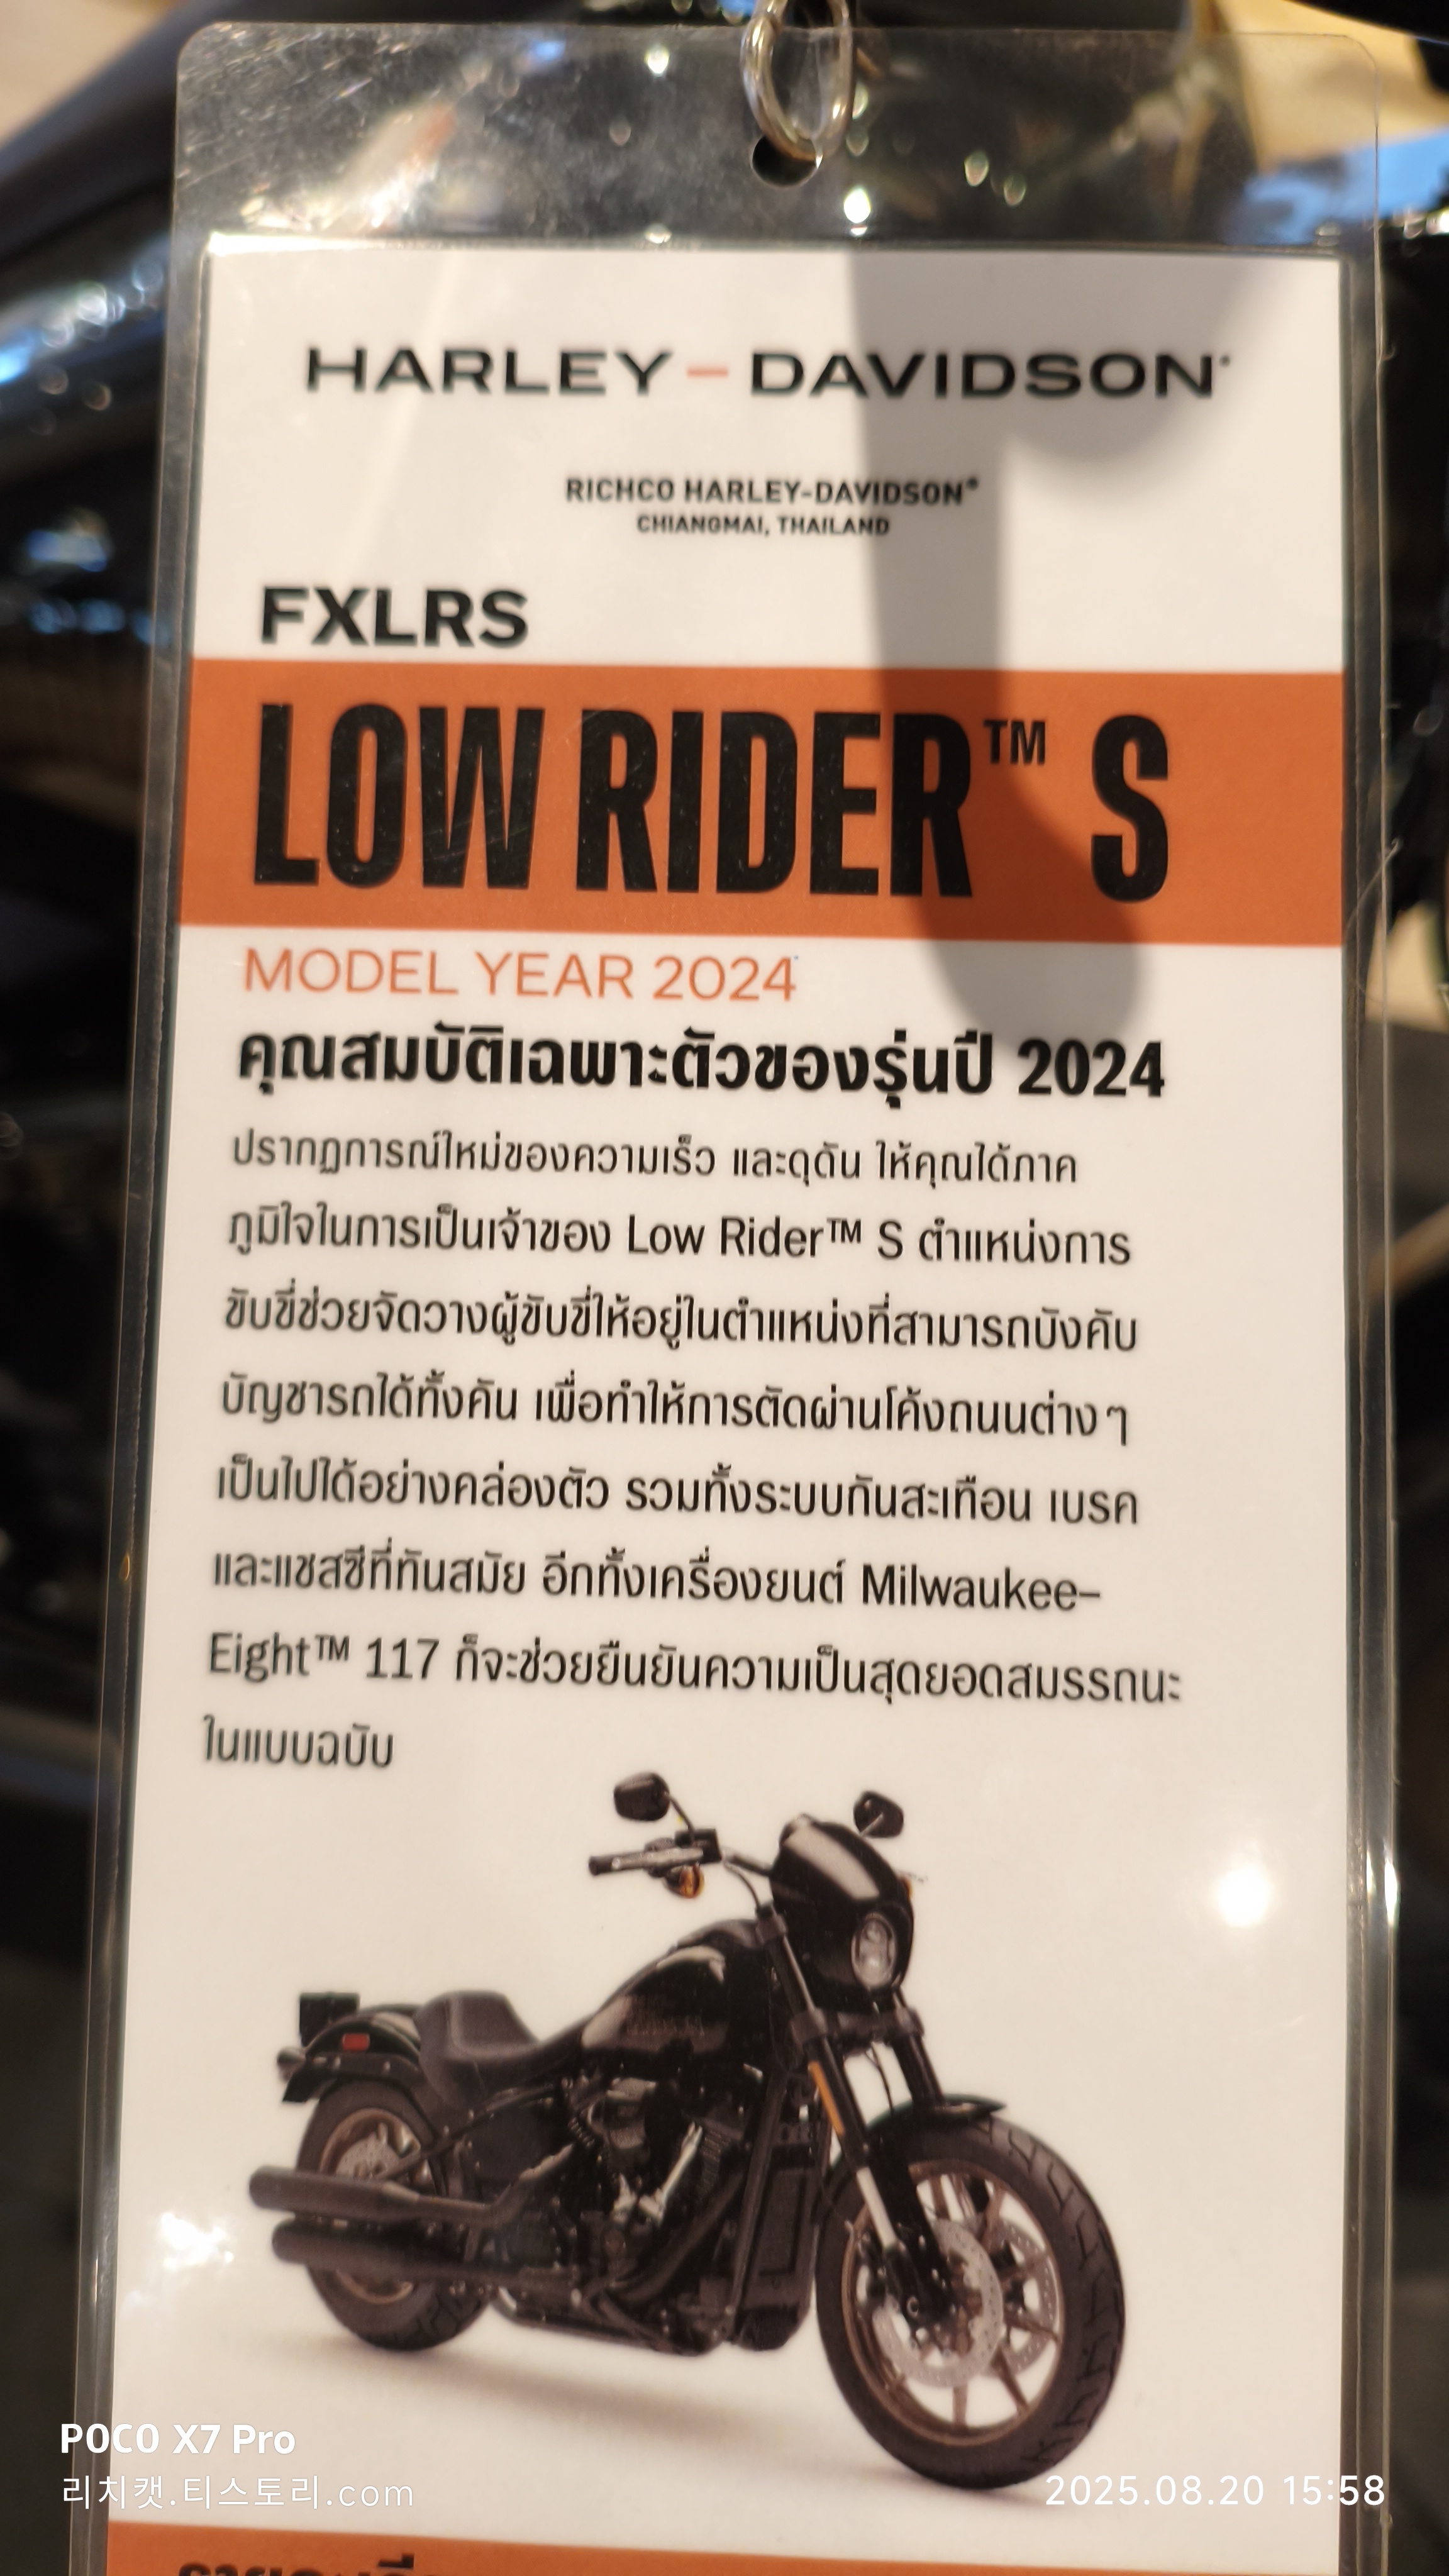 HARLEY-DAVIDSON
RICHCO HARLEY-DAVIDSON®
CHIANGMAI, THAILAND
FXLRS
LOW RIDER™ S
MODEL YEAR 2024
คุณสมบัติเฉพาะตัวของรุ่นปี 2024
ปรากฏการณ์ใหม่ของความเร็ว และดุดัน ให้คุณได้ภาค
ภูมิใจในการเป็นเจ้าของ Low Rider™ S ตำแหน่งการ
ขับขี่ช่วยจัดวางผู้ขับขี่ให้อยู่ในตำแหน่งที่สามารถบังคับ
บัญชารถได้ทั้งคัน เพื่อทำให้การตัดผ่านโค้งถนนต่างๆ
เป็นไปได้อย่างคล่องตัว รวมทั้งระบบกันสะเทือน เบรค
และแชสซีที่ทันสมัย อีกทั้งเครื่องยนต์ Milwaukee–
Eight™ 117 ก็จะช่วยยืนยันความเป็นสุดยอดสมรรถนะ
ในแบบฉบับ
POCO X7 Pro
리치캣.티스토리.com
2025.08.20 15:58